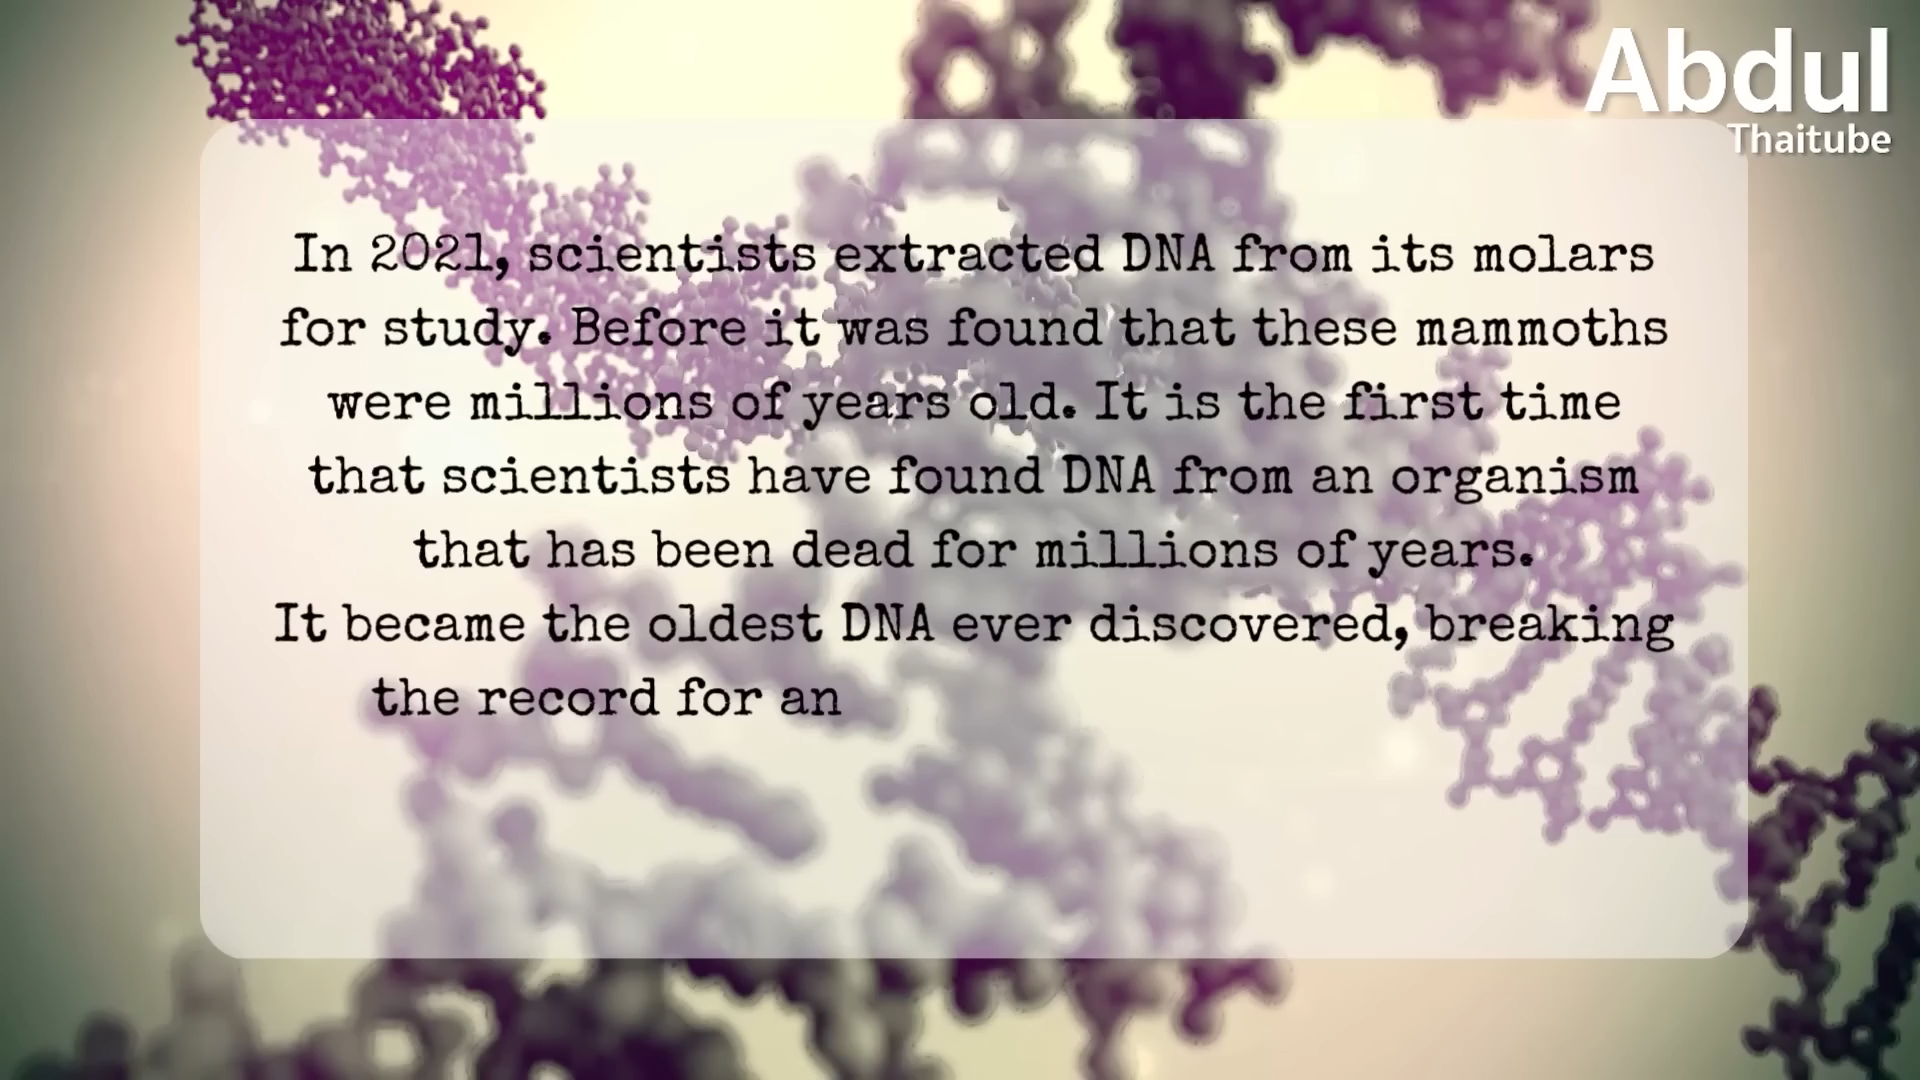 Abdul
Thaitube
In 2021, scientists extracted DNA from its molars
for study. Before it was found that these mammoths
were millions of years old. It is the first time
that scientists have found DNA from an organism
that has been dead for millions of years.
It became the oldest DNA ever discovered, breaking
the record for an